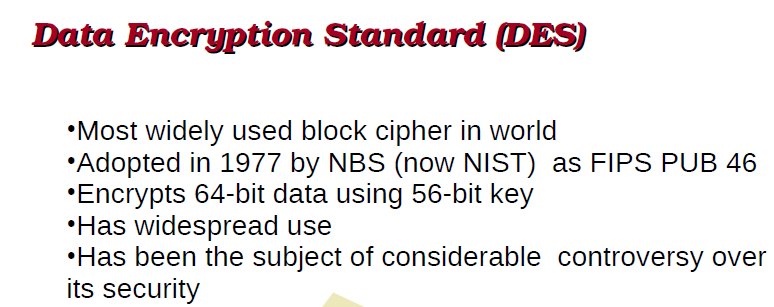 Data Encryption Standard (DES)
•Most widely used block cipher in world
•Adopted in 1977 by NBS (now NIST)  as FIPS PUB 46
•Encrypts 64-bit data using 56-bit key
•Has widespread use
•Has been the subject of considerable  controversy over
its security